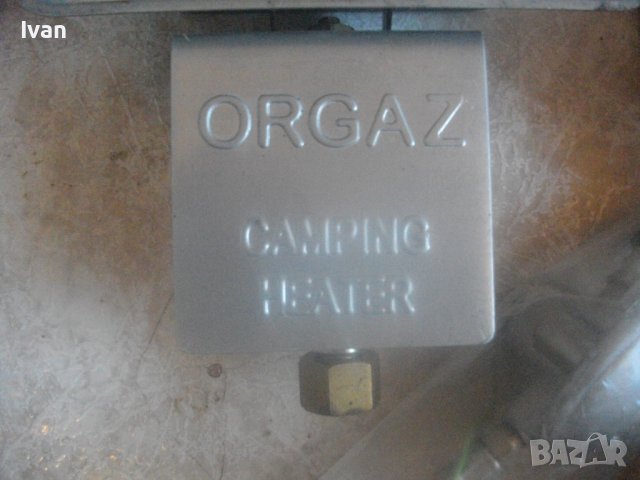 Ivan
ORGAZ
CAMPING
HEATER
BAZAR